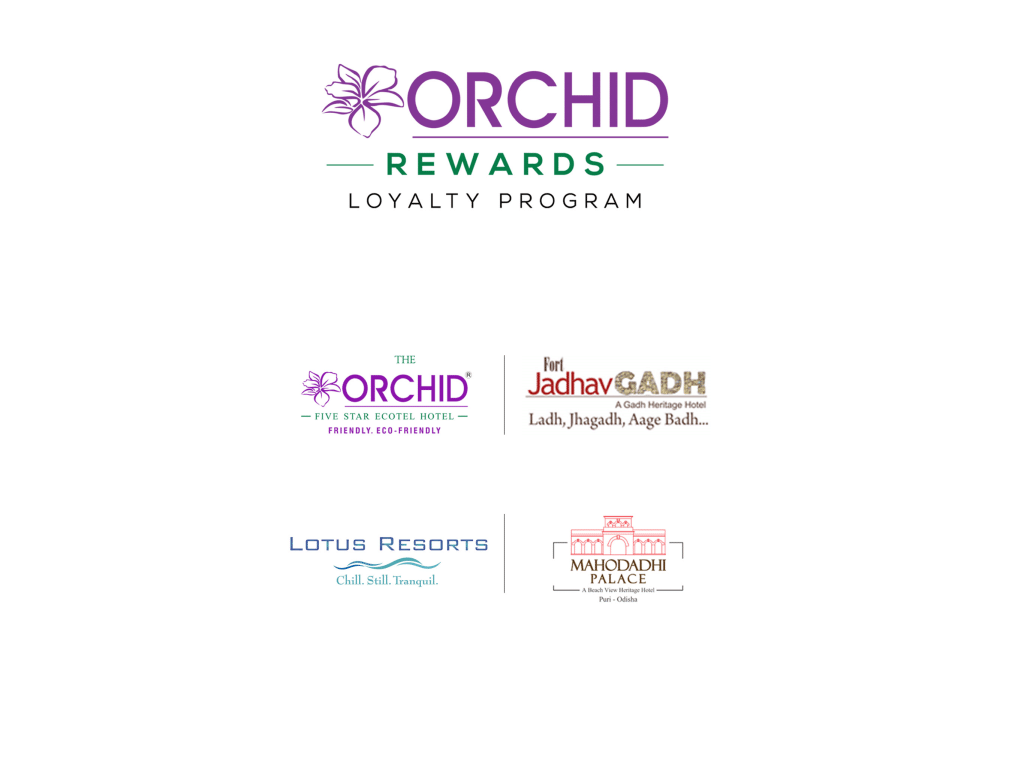 ORCHID
REWARDS
LOYALTY PROGRAM
THE
ORCHID®
FIVE STAR ECOTEL HOTEL
FRIENDLY. ECO-FRIENDLY
Fort
JadhavGADH
A Gadh Heritage Hotel
Ladh, Jhagadh, Aage Badh...
LOTUS RESORTS
Chill. Still. Tranquil.
MAHODADHI
PALACE
A Beach View Heritage Hotel
Puri - Odisha